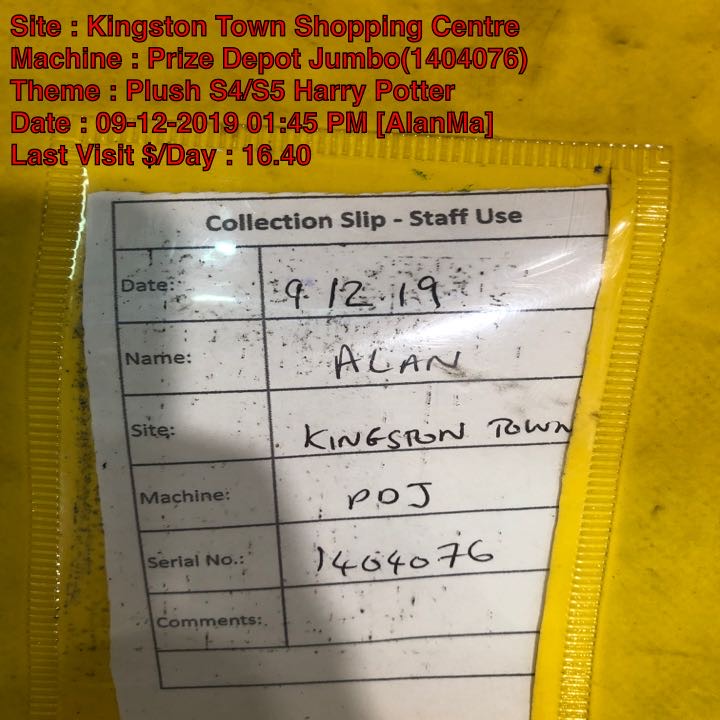 Site : Kingston Town Shopping Centre
Machine : Prize Depot Jumbo(1404076)
Theme : Plush S4/S5 Harry Potter
Date : 09-12-2019 01:45 PM [AlanMa]
Last Visit $/Day : 16.40
Collection Slip - Staff Use
Date: 9.12.19
Name: ALAN
Site: KINGSTON TOWN
Machine: PDJ
Serial No.: 1404076
Comments: